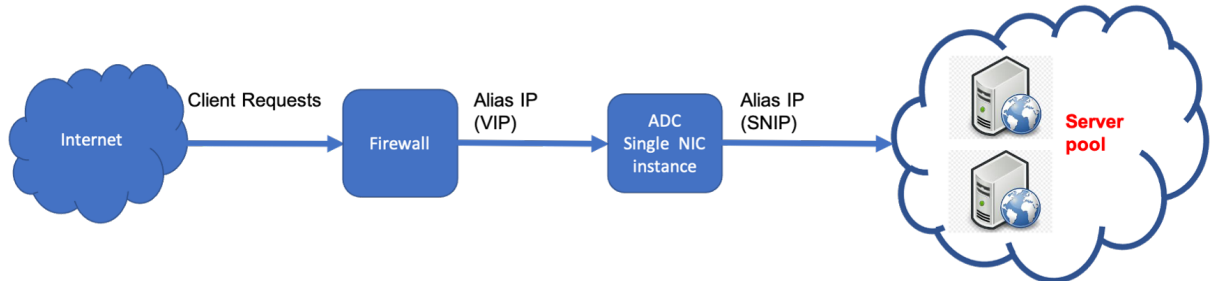 Internet
Client Requests
Firewall
Alias IP
(VIP)
ADC
Single NIC
instance
Alias IP
(SNIP)
Server
pool